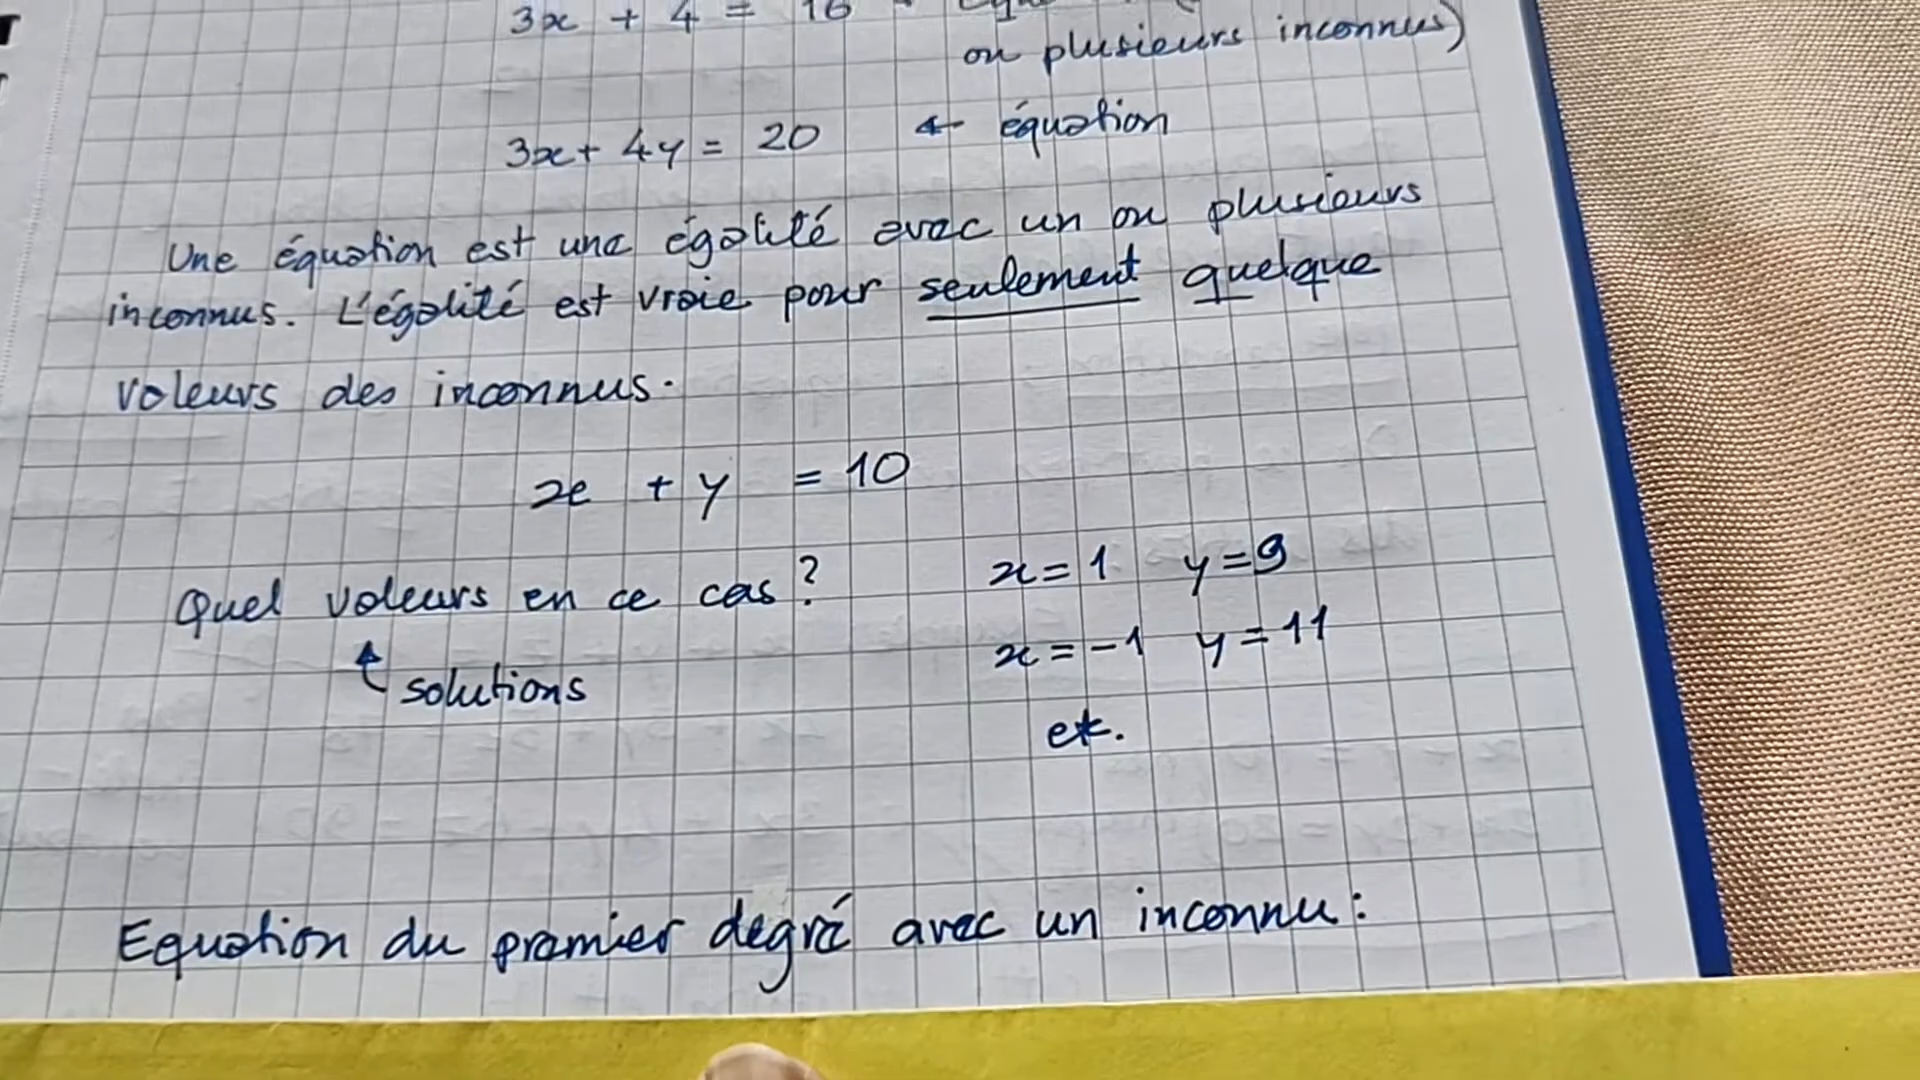 3x + 4 = 16
ou plusieurs inconnus)
3x + 4y = 20 ← équation
Une équation est une égalité avec un ou plusieurs
inconnus. L'égalité est vraie pour seulement quelque
valeurs des inconnus.
x + y = 10
Quel valeurs en ce cas? x = 1 y = 9
solutions x = -1 y = 11
etc.
Equation du premier degré avec un inconnu: